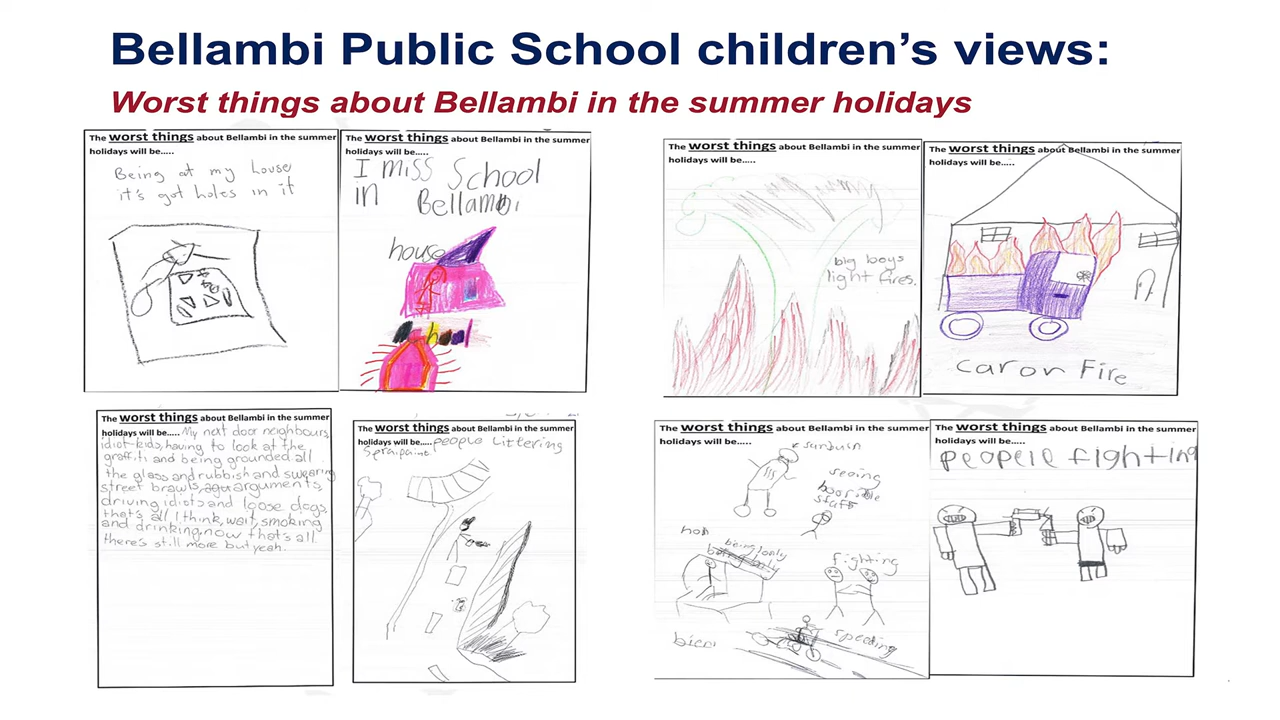 Bellambi Public School children's views:
Worst things about Bellambi in the summer holidays
The worst things about Bellambi in the summer
holidays will be.....
Being at my house
it's got holes in it
The worst things about Bellambi in the summer
holidays will be.....
I miss School
in Bellambi
house
The worst things about Bellambi in the summer
holidays will be.....
big boys
light fires.
The worst things about Bellambi in the summer
holidays will be.....
car on Fire
The worst things about Bellambi in the summer
holidays will be..... My next door neighbours,
idiot kids, having to look at the
graffiti and being grounded all
the glass and rubbish and swearing
street brawls, arguments,
driving idiots and loose dogs,
that's all I think, wait, smoking
and drinking, now that's all
there's still more but yeah.
The worst things about Bellambi in the summer
holidays will be..... people Littering
The worst things about Bellambi in the summer
holidays will be.....
seeing
stuff
being lonly
fighting
speeding
The worst things about Bellambi in the summer
holidays will be.....
peopele fighting